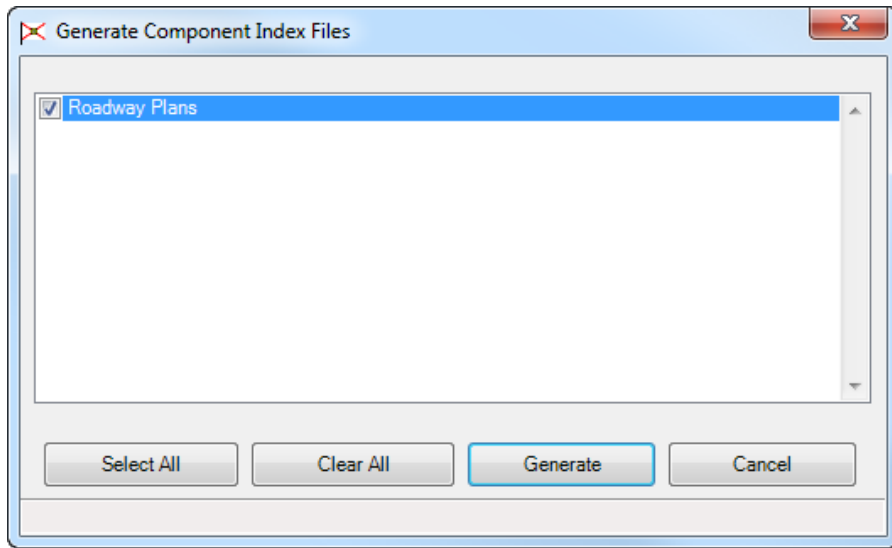 Generate Component Index Files
Roadway Plans
Select All
Clear All
Generate
Cancel